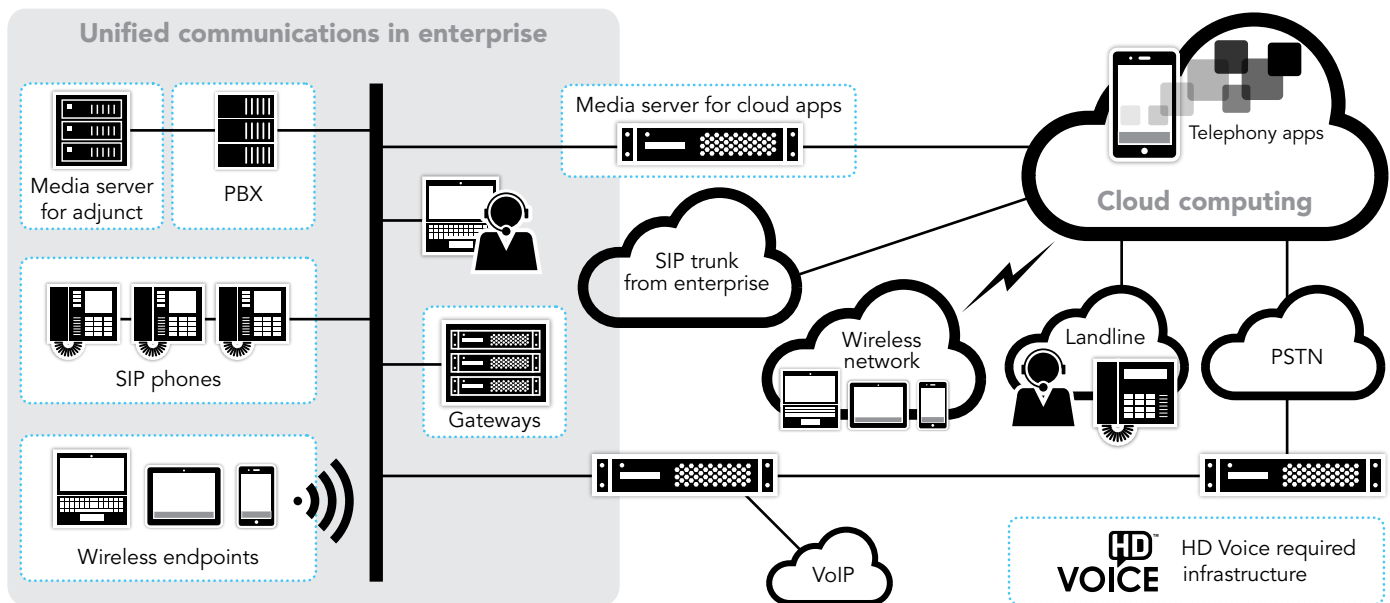 Unified communications in enterprise
Media server
for adjunct
PBX
SIP phones
Wireless endpoints
Gateways
Media server for cloud apps
SIP trunk
from enterprise
Telephony apps
Cloud computing
Wireless
network
Landline
PSTN
VoIP
HD™
VOICE
HD Voice required
infrastructure